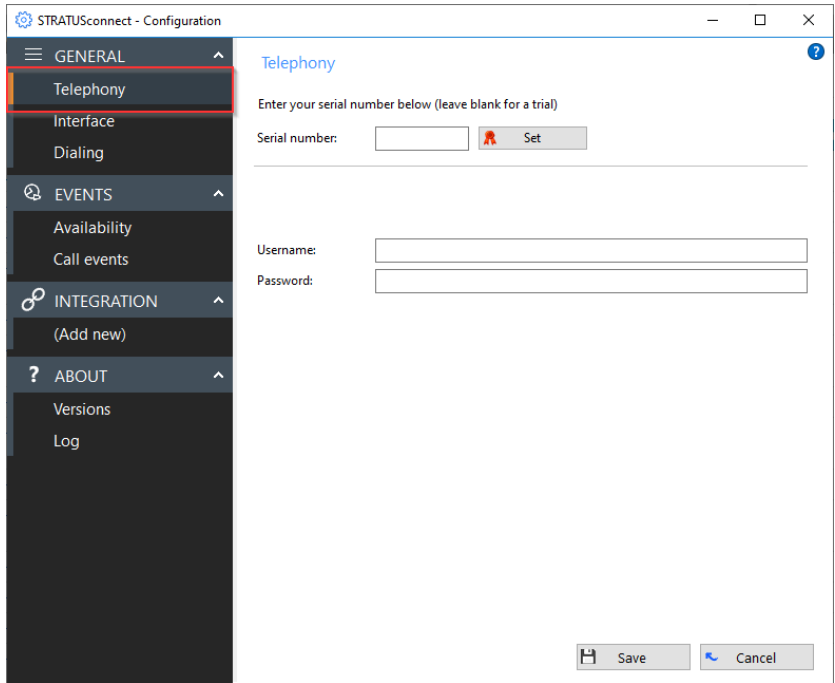 STRATUSconnect - Configuration
GENERAL
Telephony
Interface
Dialing
EVENTS
Availability
Call events
INTEGRATION
(Add new)
? ABOUT
Versions
Log
?
Telephony
Enter your serial number below (leave blank for a trial)
Serial number: Set
Username:
Password:
Save Cancel